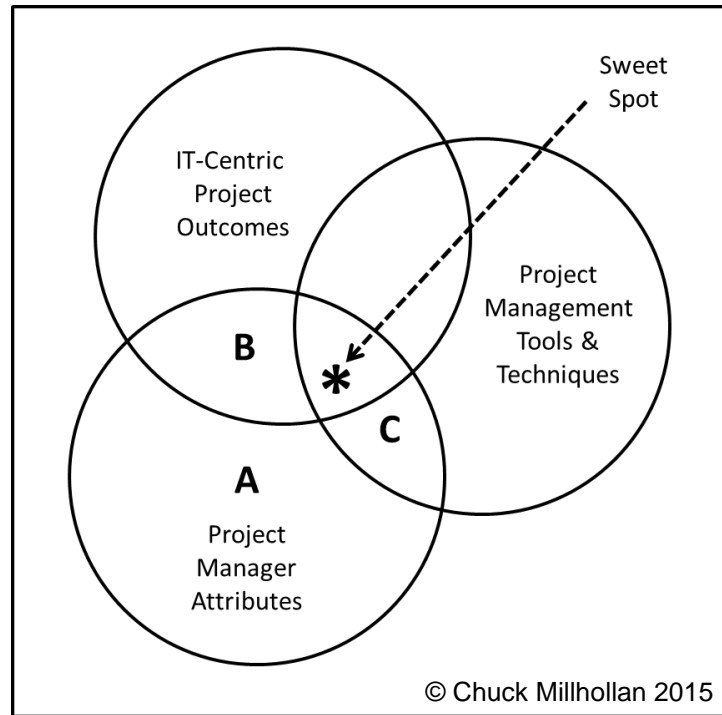 Sweet
Spot
IT-Centric
Project
Outcomes
Project
Management
Tools &
Techniques
B
*
C
A
Project
Manager
Attributes
© Chuck Millhollan 2015